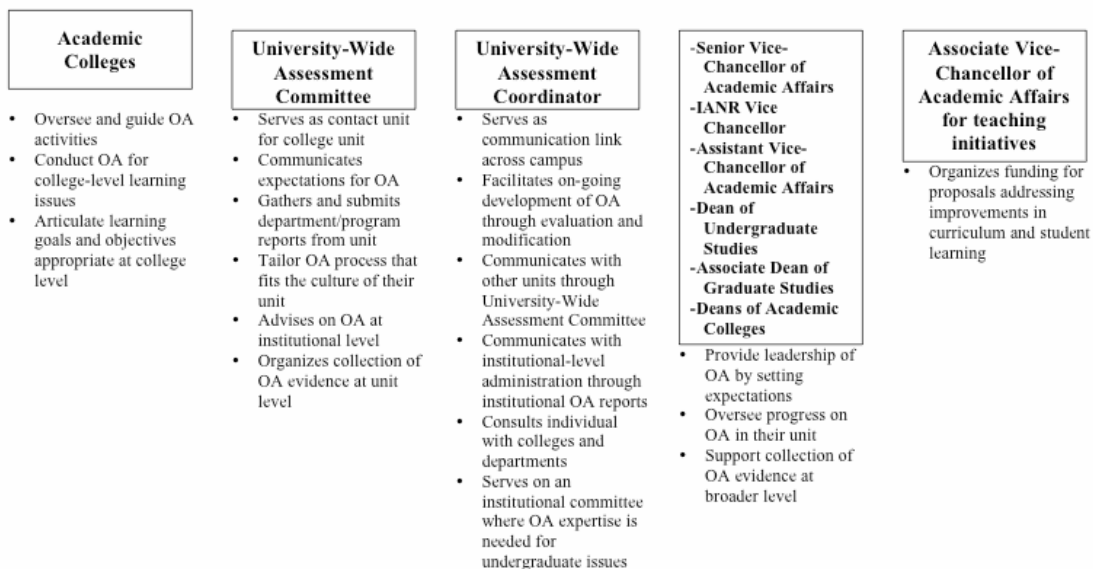 Academic
Colleges
• Oversee and guide OA
activities
• Conduct OA for
college-level learning
issues
• Articulate learning
goals and objectives
appropriate at college
level
University-Wide
Assessment
Committee
• Serves as contact unit
for college unit
• Communicates
expectations for OA
• Gathers and submits
department/program
reports from unit
• Tailor OA process that
fits the culture of their
unit
• Advises on OA at
institutional level
• Organizes collection of
OA evidence at unit
level
University-Wide
Assessment
Coordinator
• Serves as
communication link
across campus
• Facilitates on-going
development of OA
through evaluation and
modification
• Communicates with
other units through
University-Wide
Assessment Committee
• Communicates with
institutional-level
administration through
institutional OA reports
• Consults individual
with colleges and
departments
• Serves on an
institutional committee
where OA expertise is
needed for
undergraduate issues
-Senior Vice-
Chancellor of
Academic Affairs
-IANR Vice
Chancellor
-Assistant Vice-
Chancellor of
Academic Affairs
-Dean of
Undergraduate
Studies
-Associate Dean of
Graduate Studies
-Deans of Academic
Colleges
• Provide leadership of
OA by setting
expectations
• Oversee progress on
OA in their unit
• Support collection of
OA evidence at
broader level
Associate Vice-
Chancellor of
Academic Affairs
for teaching
initiatives
• Organizes funding for
proposals addressing
improvements in
curriculum and student
learning